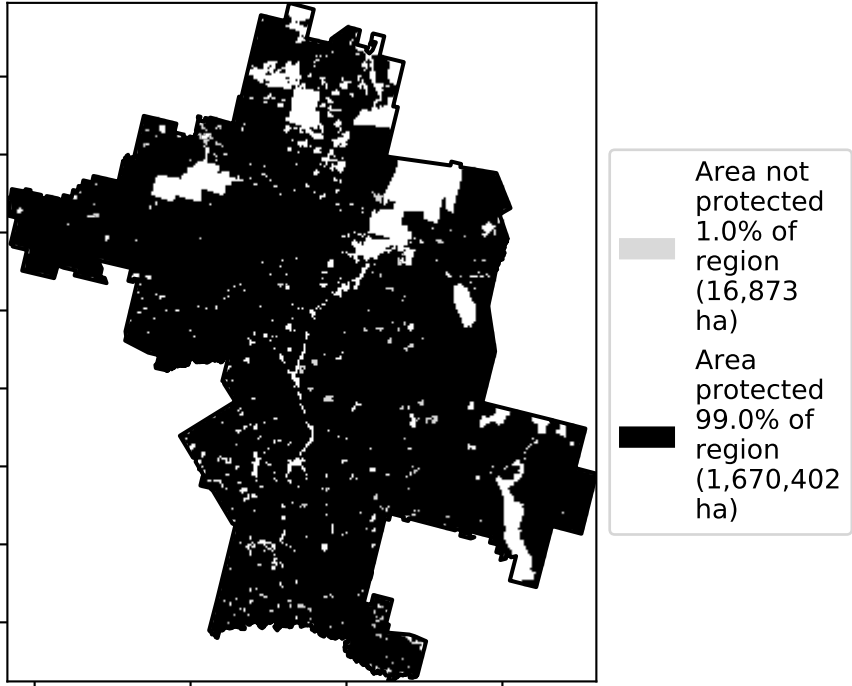 Area not
protected
1.0% of
region
(16,873
ha)
Area
protected
99.0% of
region
(1,670,402
ha)